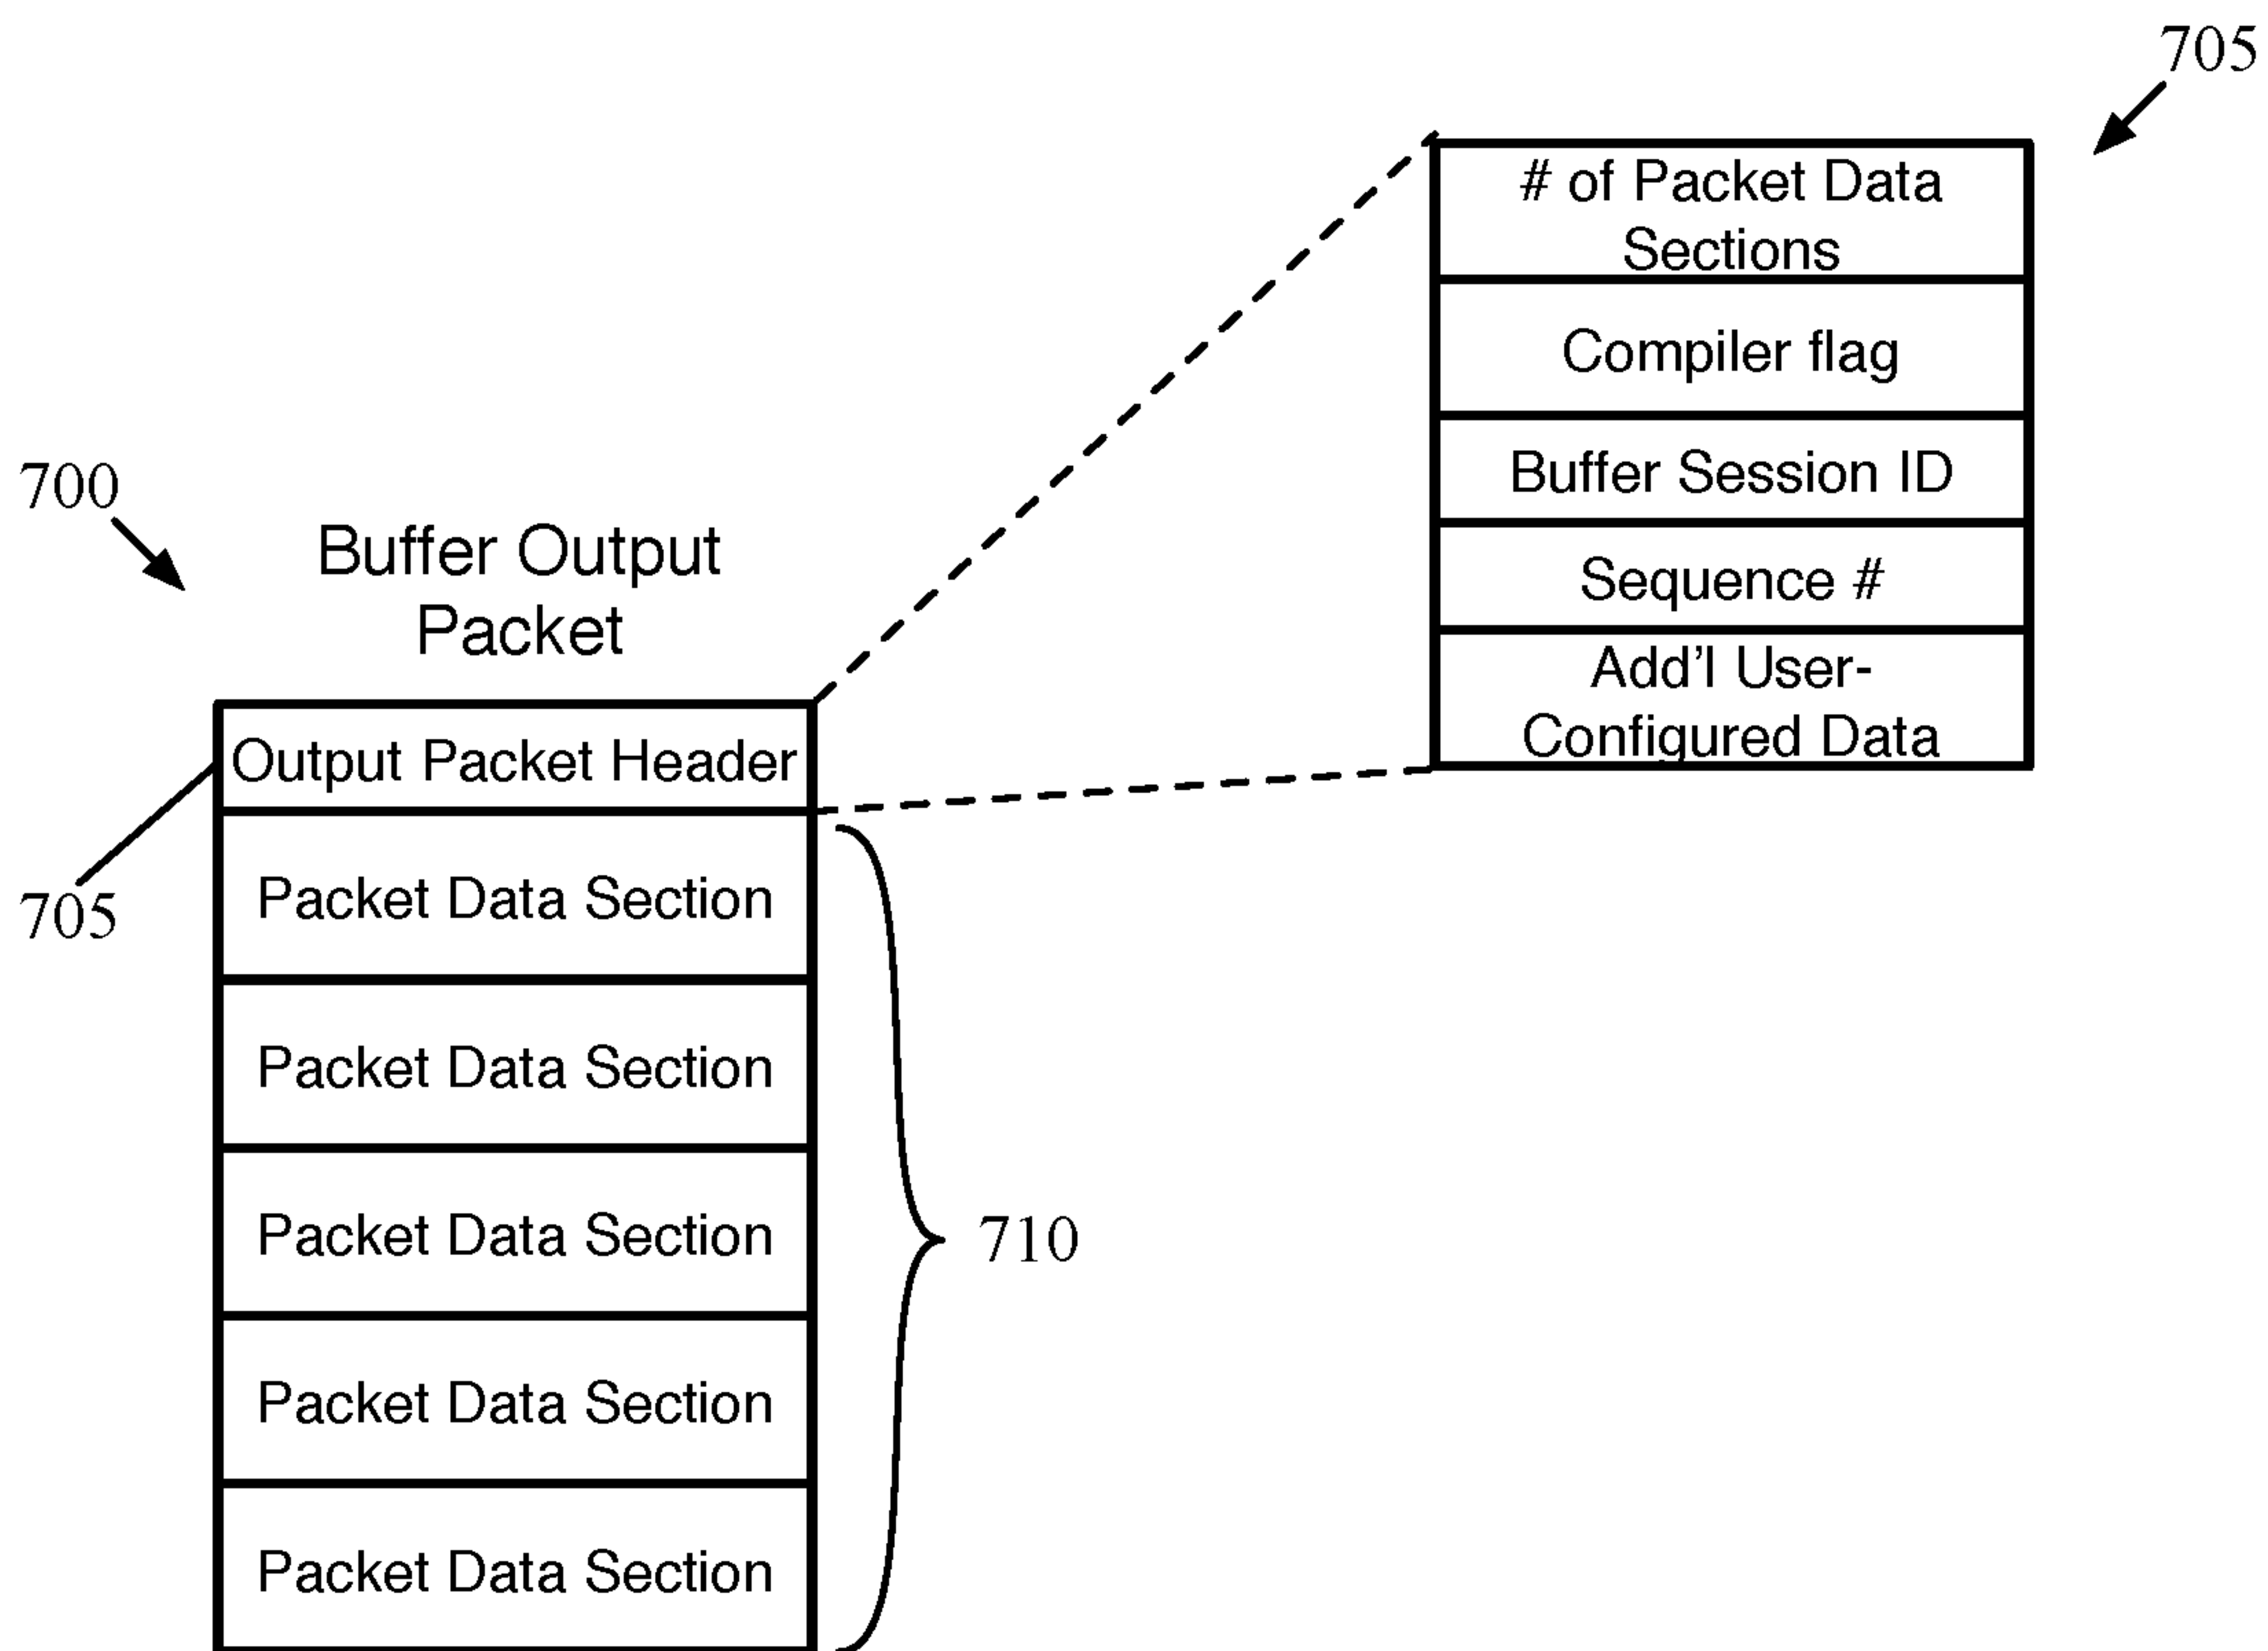 705
# of Packet Data
Sections
Compiler flag
Buffer Session ID
Sequence #
Add'l User-
Configured Data
700
Buffer Output
Packet
Output Packet Header
705
Packet Data Section
Packet Data Section
Packet Data Section
Packet Data Section
Packet Data Section
710